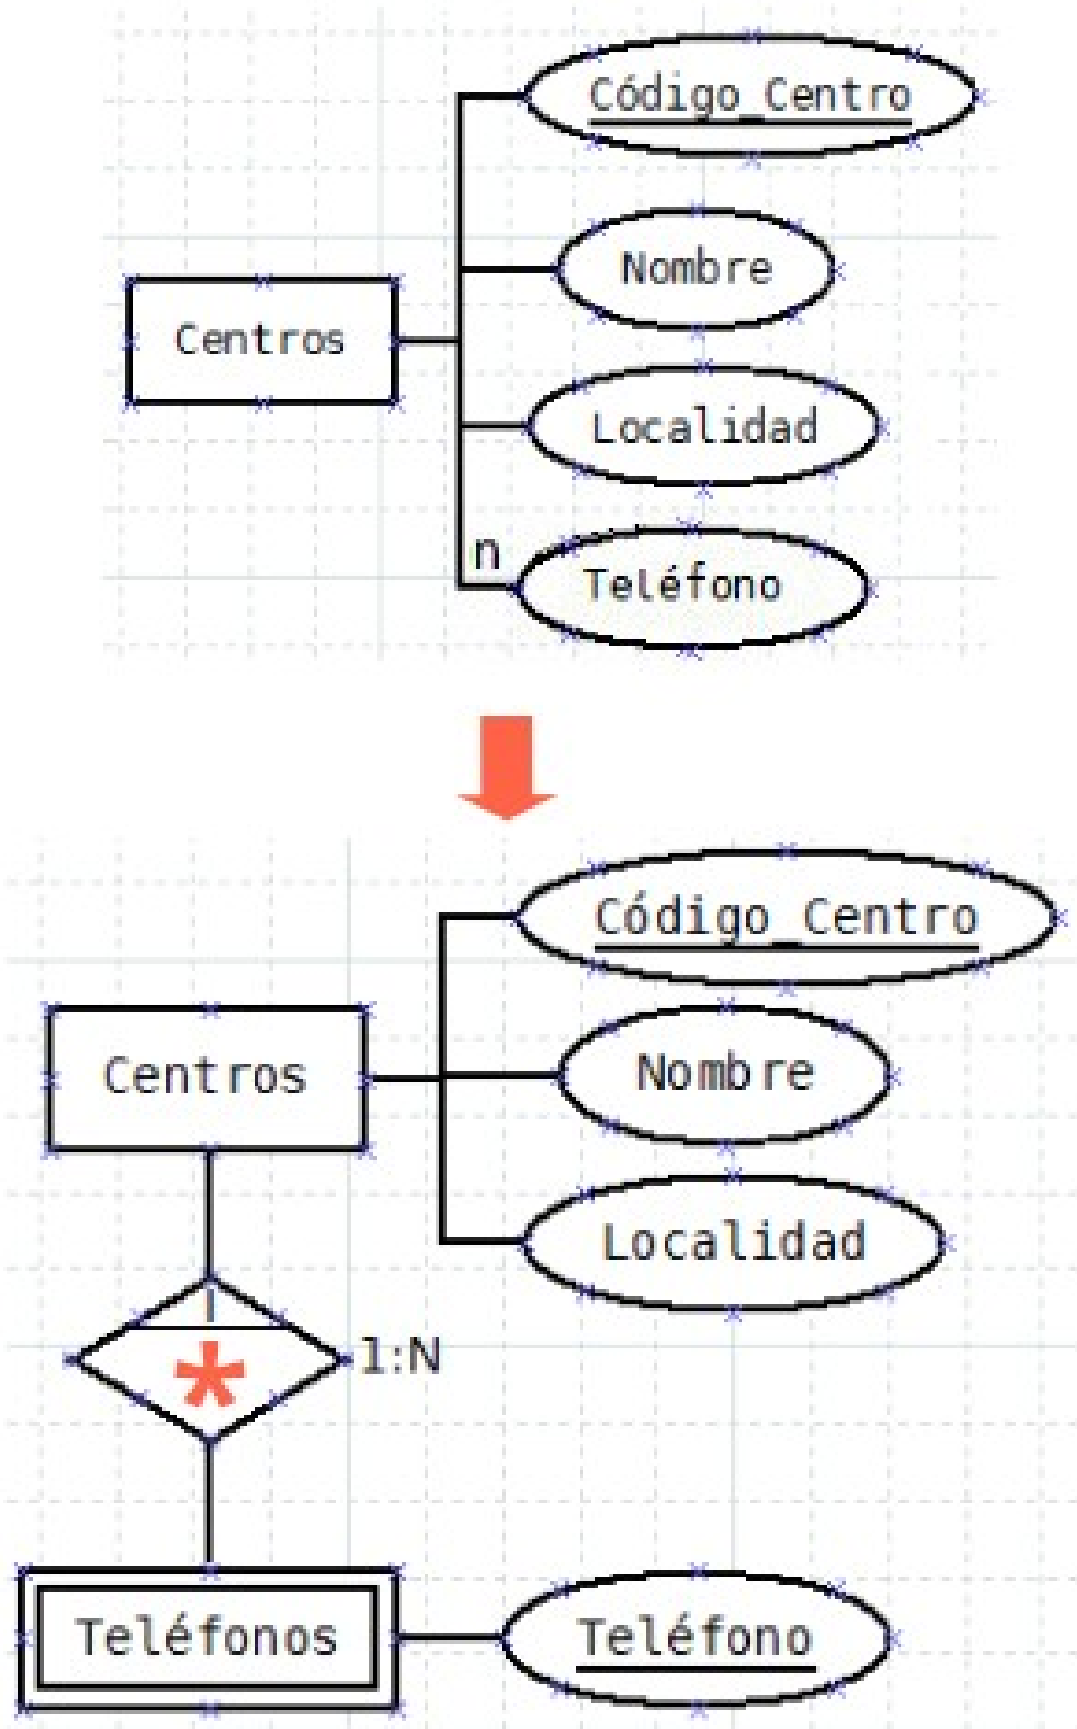 Código_Centro
Nombre
Centros
Localidad
n
Teléfono
Código_Centro
Centros
Nombre
Localidad
I
*
1:N
Teléfonos
Teléfono